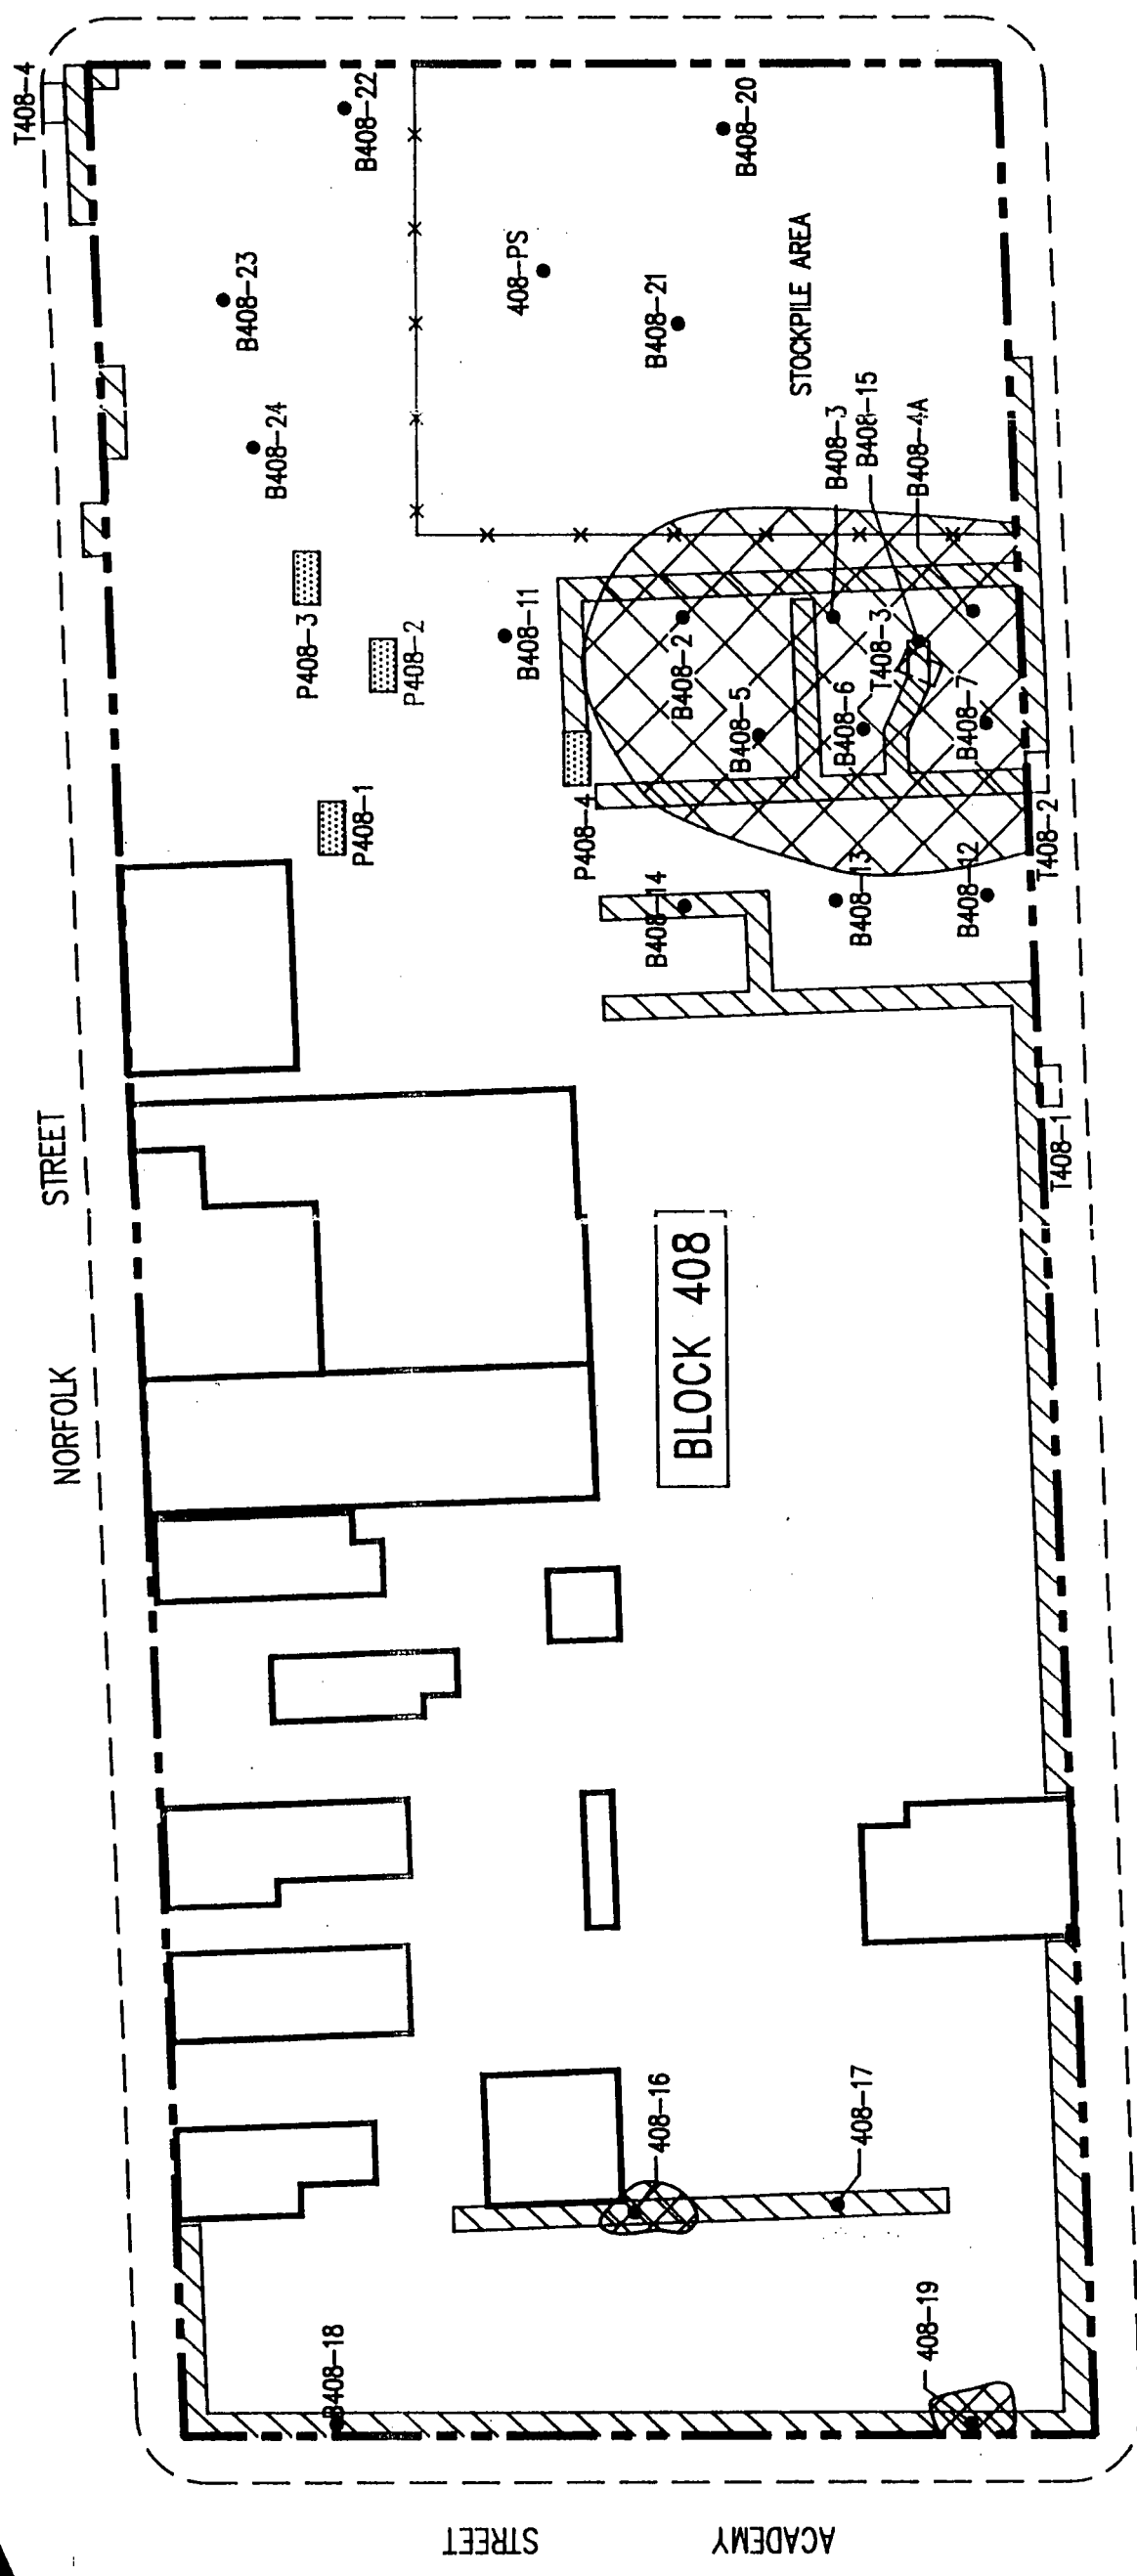 T408-4
B408-22
B408-20
B408-23
408-PS
B408-21
STOCKPILE AREA
B408-24
B408-3
B408-15
B408-4A
P408-3
P408-2
B408-11
B408-2
T408-3
B408-5
B408-6
B408-7
P408-1
P408-4
T408-2
B408-14
B408-13
B408-12
T408-1
NORFOLK STREET
BLOCK 408
408-16
408-17
B408-18
408-19
ACADEMY STREET